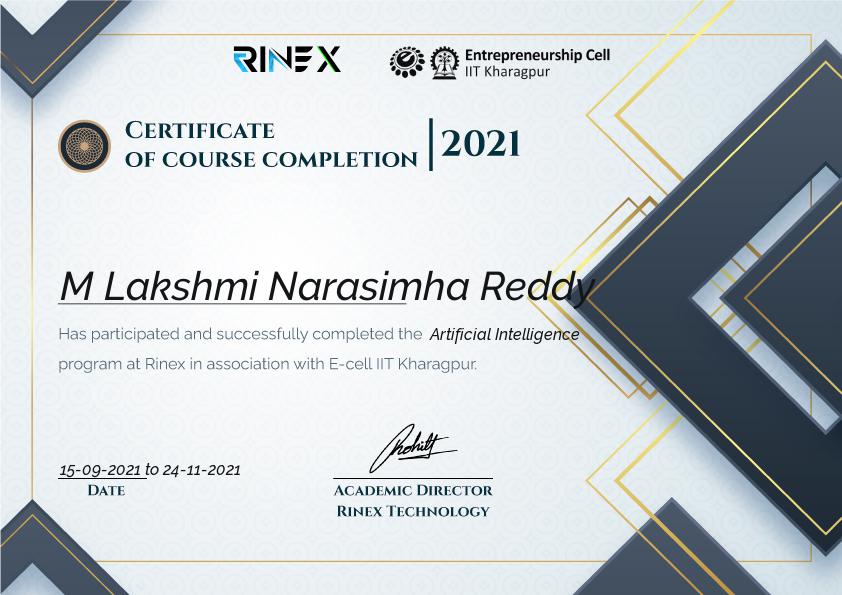 RINEX
Entrepreneurship Cell
IIT Kharagpur
CERTIFICATE
OF COURSE COMPLETION
2021
M Lakshmi Narasimha Reddy
Has participated and successfully completed the Artificial Intelligence
program at Rinex in association with E-cell IIT Kharagpur.
Rohitt
15-09-2021 to 24-11-2021
DATE
ACADEMIC DIRECTOR
RINEX TECHNOLOGY